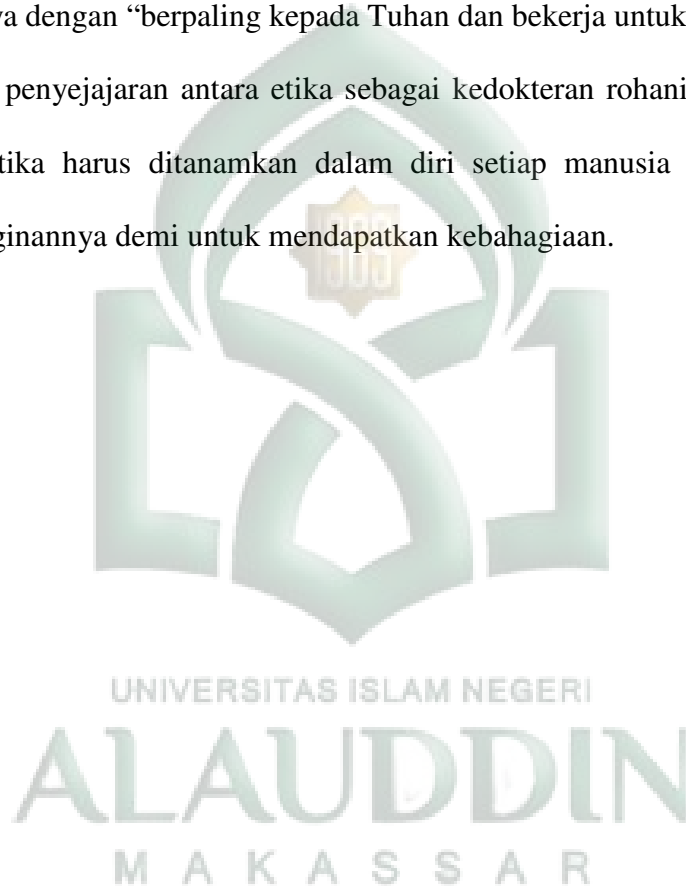 ya dengan “berpaling kepada Tuhan dan bekerja untuk
penyejajaran antara etika sebagai kedokteran rohani
tika harus ditanamkan dalam diri setiap manusia
ginannya demi untuk mendapatkan kebahagiaan.
UNIVERSITAS ISLAM NEGERI
ALAUDDIN
MAKASSAR